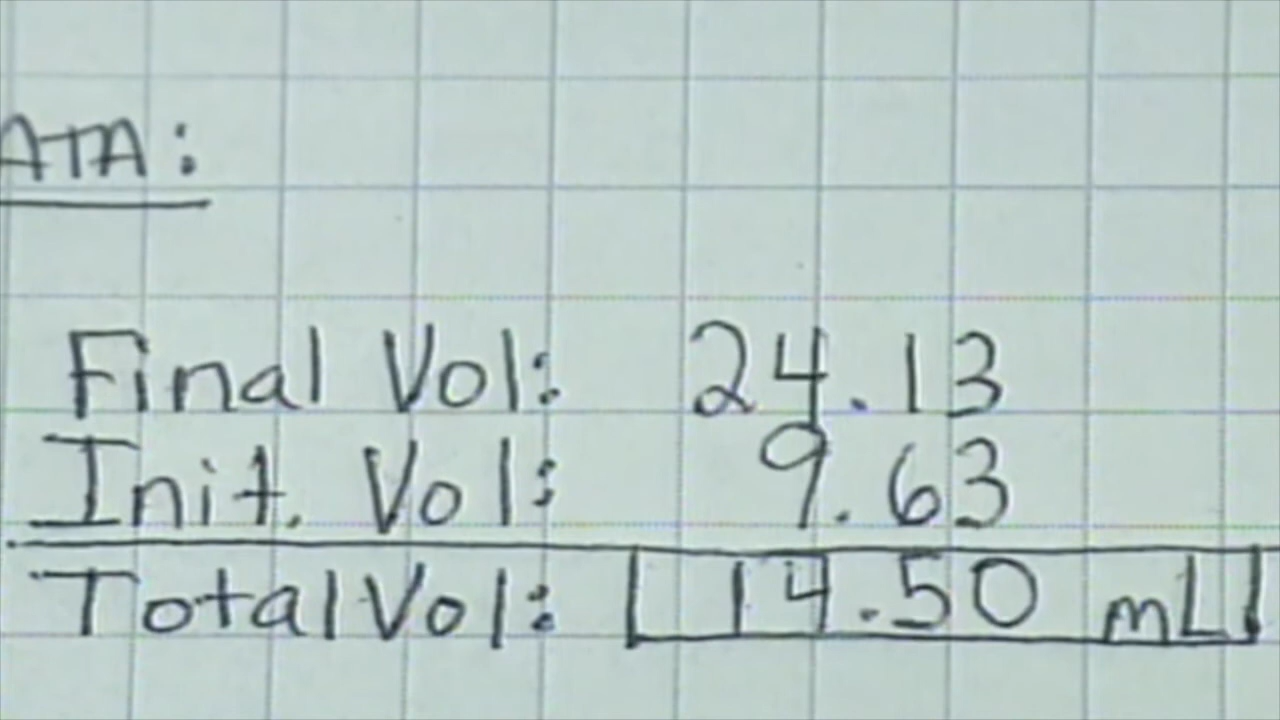 ATA:
Final Vol: 24.13
Init. Vol: 9.63
Total Vol: 14.50 mL